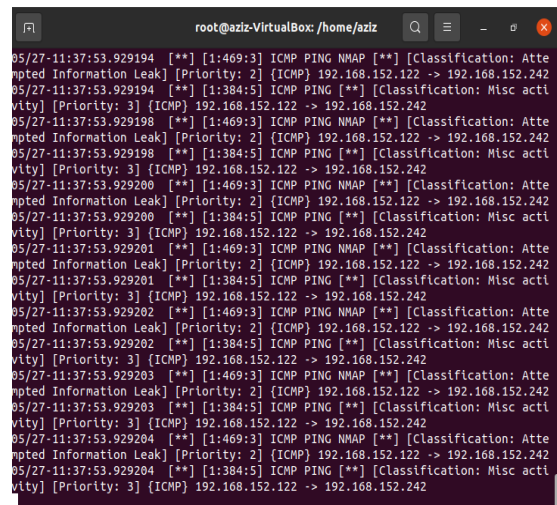 root@aziz-VirtualBox: /home/aziz
05/27-11:37:53.929194  [**] [1:469:3] ICMP PING NMAP [**] [Classification: Atte
mpted Information Leak] [Priority: 2] {ICMP} 192.168.152.122 -> 192.168.152.242
05/27-11:37:53.929194  [**] [1:384:5] ICMP PING [**] [Classification: Misc acti
vity] [Priority: 3] {ICMP} 192.168.152.122 -> 192.168.152.242
05/27-11:37:53.929198  [**] [1:469:3] ICMP PING NMAP [**] [Classification: Atte
mpted Information Leak] [Priority: 2] {ICMP} 192.168.152.122 -> 192.168.152.242
05/27-11:37:53.929198  [**] [1:384:5] ICMP PING [**] [Classification: Misc acti
vity] [Priority: 3] {ICMP} 192.168.152.122 -> 192.168.152.242
05/27-11:37:53.929200  [**] [1:469:3] ICMP PING NMAP [**] [Classification: Atte
mpted Information Leak] [Priority: 2] {ICMP} 192.168.152.122 -> 192.168.152.242
05/27-11:37:53.929200  [**] [1:384:5] ICMP PING [**] [Classification: Misc acti
vity] [Priority: 3] {ICMP} 192.168.152.122 -> 192.168.152.242
05/27-11:37:53.929201  [**] [1:469:3] ICMP PING NMAP [**] [Classification: Atte
mpted Information Leak] [Priority: 2] {ICMP} 192.168.152.122 -> 192.168.152.242
05/27-11:37:53.929201  [**] [1:384:5] ICMP PING [**] [Classification: Misc acti
vity] [Priority: 3] {ICMP} 192.168.152.122 -> 192.168.152.242
05/27-11:37:53.929202  [**] [1:469:3] ICMP PING NMAP [**] [Classification: Atte
mpted Information Leak] [Priority: 2] {ICMP} 192.168.152.122 -> 192.168.152.242
05/27-11:37:53.929202  [**] [1:384:5] ICMP PING [**] [Classification: Misc acti
vity] [Priority: 3] {ICMP} 192.168.152.122 -> 192.168.152.242
05/27-11:37:53.929203  [**] [1:469:3] ICMP PING NMAP [**] [Classification: Atte
mpted Information Leak] [Priority: 2] {ICMP} 192.168.152.122 -> 192.168.152.242
05/27-11:37:53.929203  [**] [1:384:5] ICMP PING [**] [Classification: Misc acti
vity] [Priority: 3] {ICMP} 192.168.152.122 -> 192.168.152.242
05/27-11:37:53.929204  [**] [1:469:3] ICMP PING NMAP [**] [Classification: Atte
mpted Information Leak] [Priority: 2] {ICMP} 192.168.152.122 -> 192.168.152.242
05/27-11:37:53.929204  [**] [1:384:5] ICMP PING [**] [Classification: Misc acti
vity] [Priority: 3] {ICMP} 192.168.152.122 -> 192.168.152.242